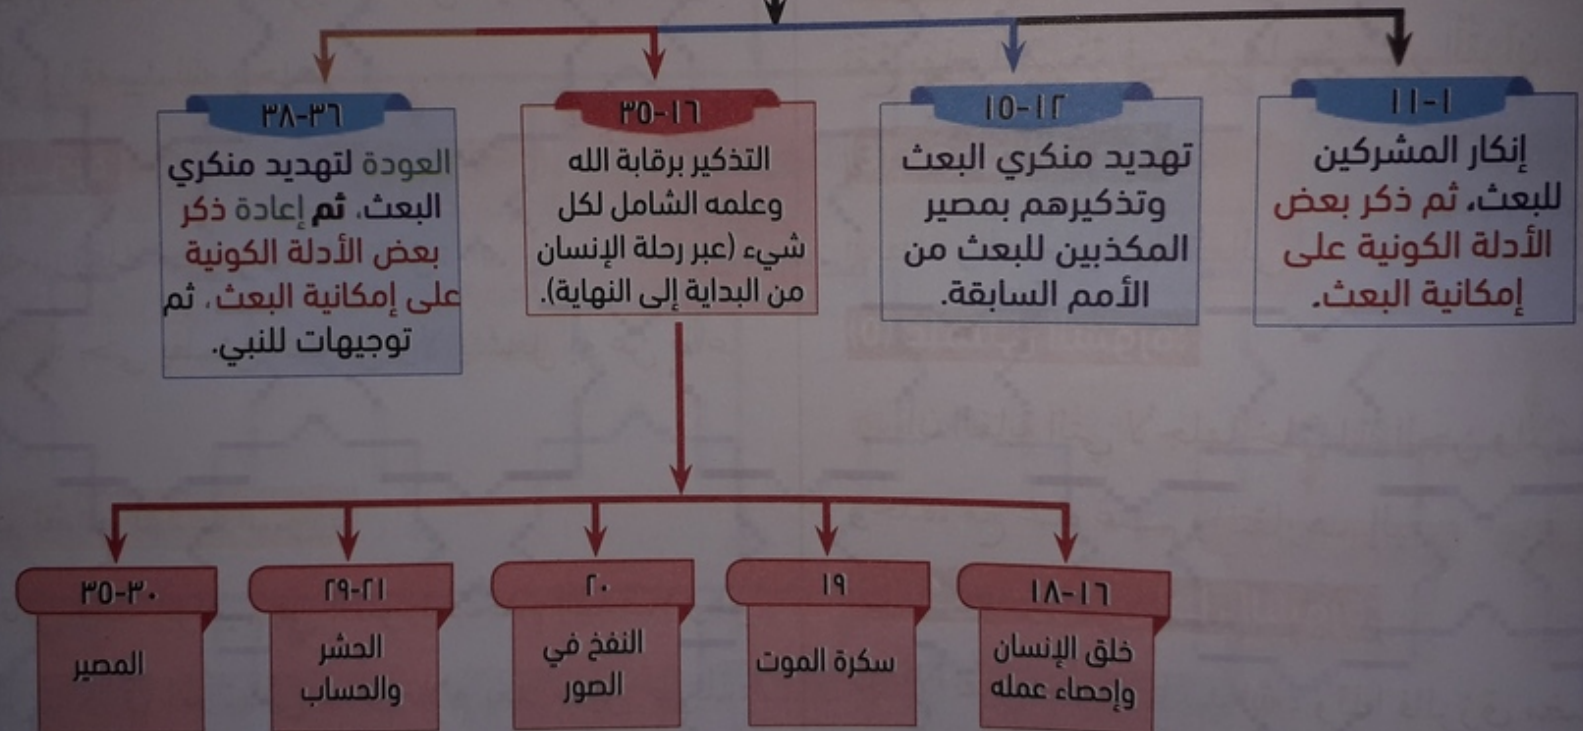 ١-١١
إنكار المشركين
للبعث، ثم ذكر بعض
الأدلة الكونية على
إمكانية البعث.
١٢-١٥
تهديد منكري البعث
وتذكيرهم بمصير
المكذبين للبعث من
الأمم السابقة.
١٦-٣٥
التذكير برقابة الله
وعلمه الشامل لكل
شيء (عبر رحلة الإنسان
من البداية إلى النهاية).
٣٦-٣٨
العودة لتهديد منكري
البعث، ثم إعادة ذكر
بعض الأدلة الكونية
على إمكانية البعث، ثم
توجيهات للنبي.
١٦-١٨
خلق الإنسان
وإحصاء عمله
١٩
سكرة الموت
٢٠
النفخ في
الصور
٢١-٢٩
الحشر
والحساب
٣٠-٣٥
المصير